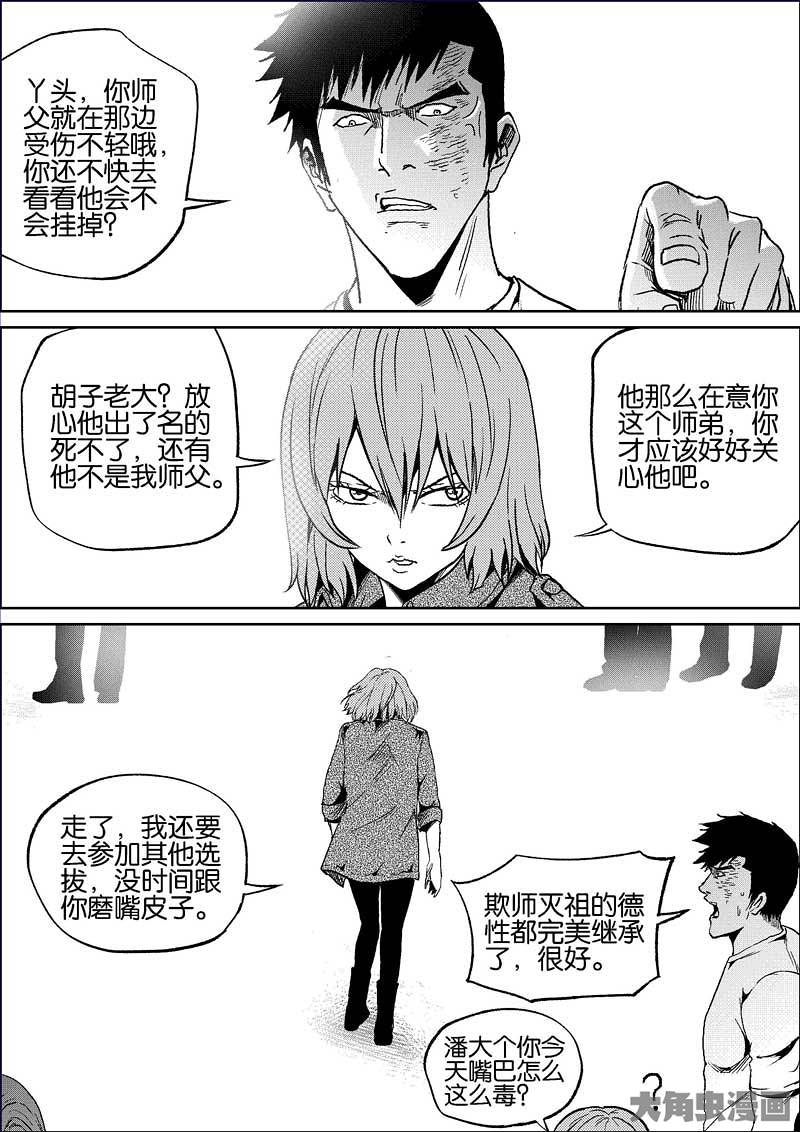 丫头，你师
父就在那边
受伤不轻哦，
你还不快去
看看他会不
会挂掉？
胡子老大？放
心他出了名的
死不了，还有
他不是我师父。
他那么在意你
这个师弟，你
才应该好好关
心他吧。
走了，我还要
去参加其他选
拔，没时间跟
你磨嘴皮子。
欺师灭祖的德
性都完美继承
了，很好。
潘大个你今
天嘴巴怎么
这么毒？
？
大角虫漫画